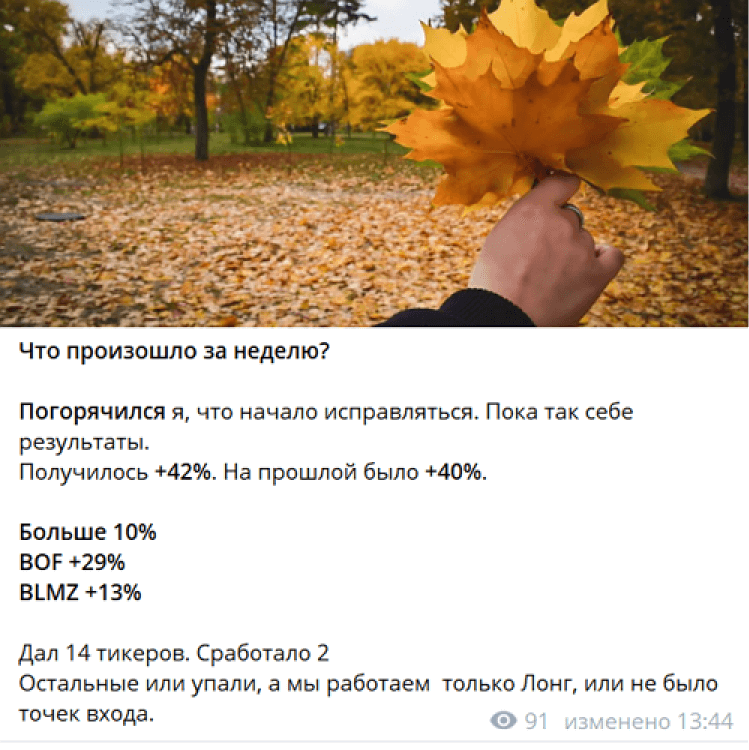 Что произошло за неделю?
Погорячился я, что начало исправляться. Пока так себе
результаты.
Получилось +42%. На прошлой было +40%.
Больше 10%
BOF +29%
BLMZ +13%
Дал 14 тикеров. Сработало 2
Остальные или упали, а мы работаем только Лонг, или не было
точек входа.
91 изменено 13:44